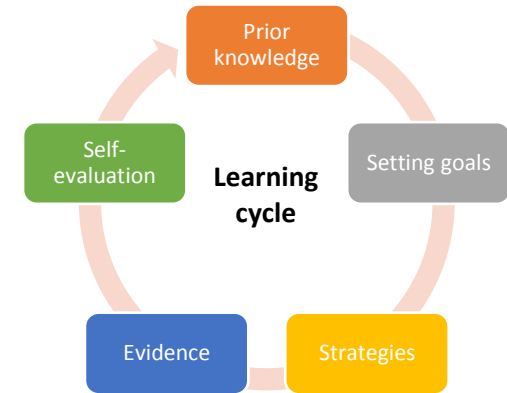 Prior
knowledge
Setting goals
Strategies
Evidence
Self-
evaluation
Learning
cycle